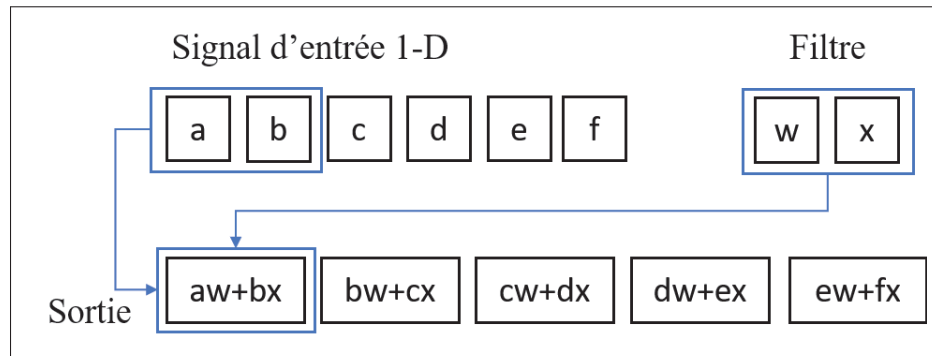 Signal d’entrée 1-D Filtre
a b c d e f w x
aw+bx bw+cx cw+dx dw+ex ew+fx
Sortie